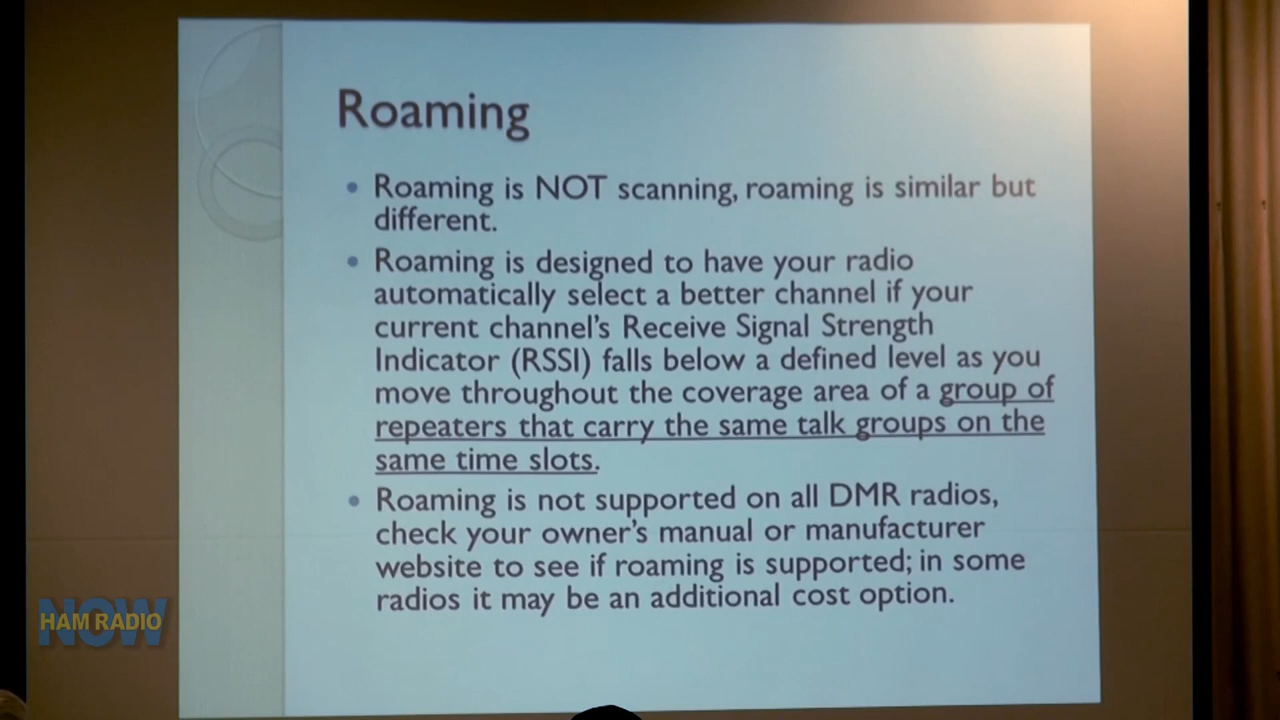 Roaming
• Roaming is NOT scanning, roaming is similar but
different.
• Roaming is designed to have your radio
automatically select a better channel if your
current channel's Receive Signal Strength
Indicator (RSSI) falls below a defined level as you
move throughout the coverage area of a group of
repeaters that carry the same talk groups on the
same time slots.
• Roaming is not supported on all DMR radios,
check your owner's manual or manufacturer
website to see if roaming is supported; in some
radios it may be an additional cost option.
HAM RADIO
NOW